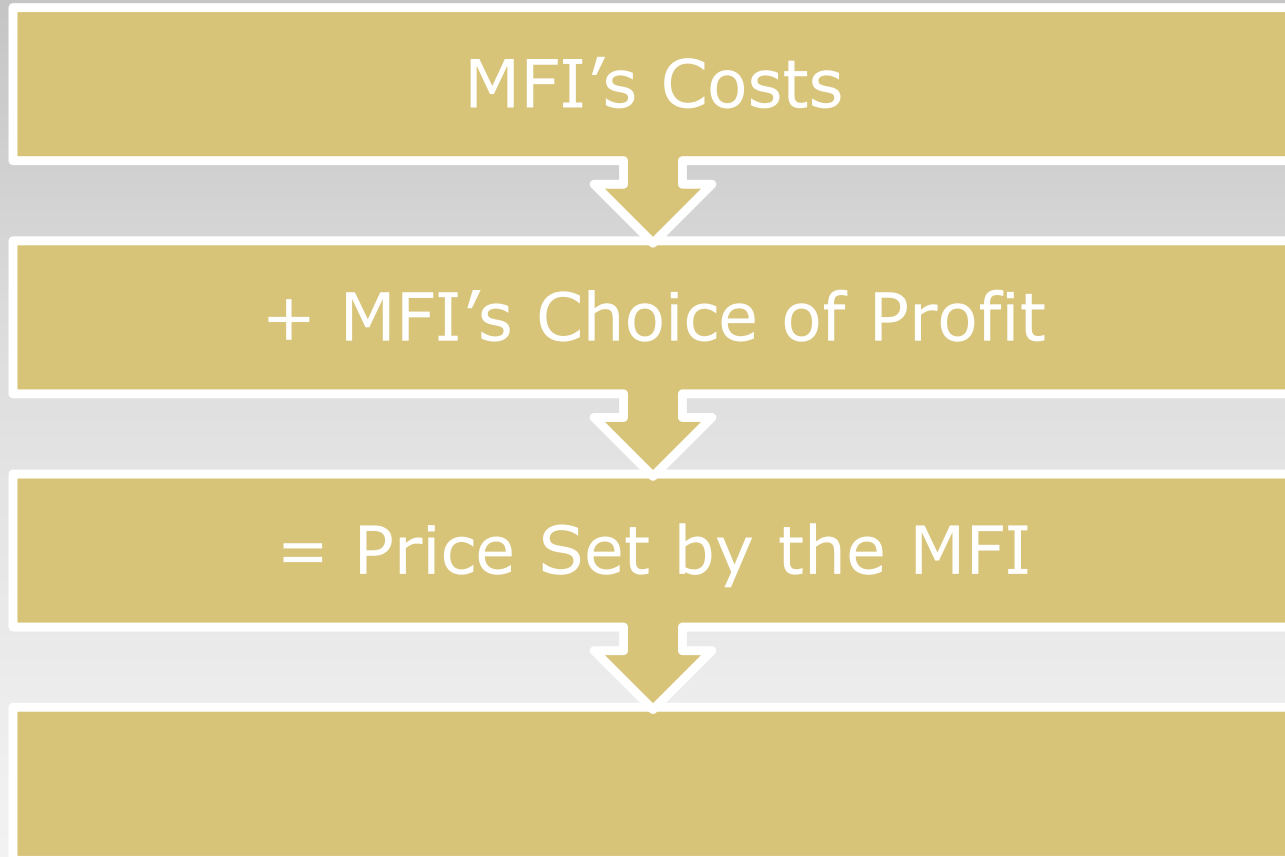 MFI’s Costs
+ MFI’s Choice of Profit
= Price Set by the MFI